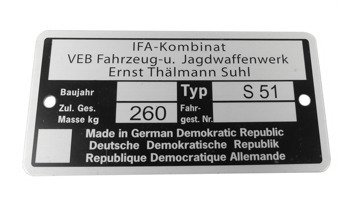 IFA-Kombinat
VEB Fahrzeug-u. Jagdwaffenwerk
Ernst Thälmann Suhl
Baujahr Typ S 51
Zul. Ges. Masse kg 260 Fahr- gest. Nr.
Made in German Demokratic Republic
Deutsche Demokratische Republik
Republique Democratique Allemande